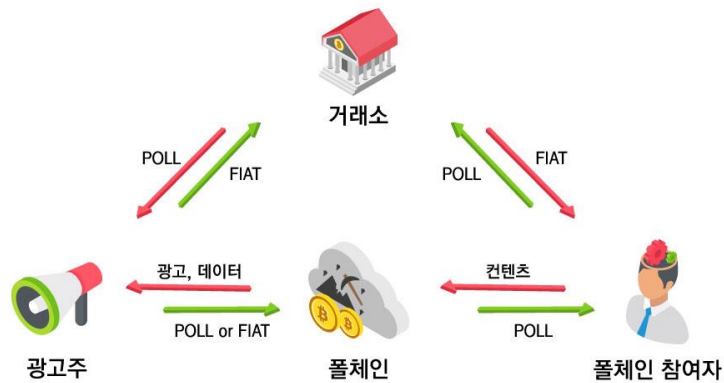 거래소
POLL
FIAT
POLL
FIAT
광고, 데이터
POLL or FIAT
컨텐츠
POLL
광고주
폴체인
폴체인 참여자